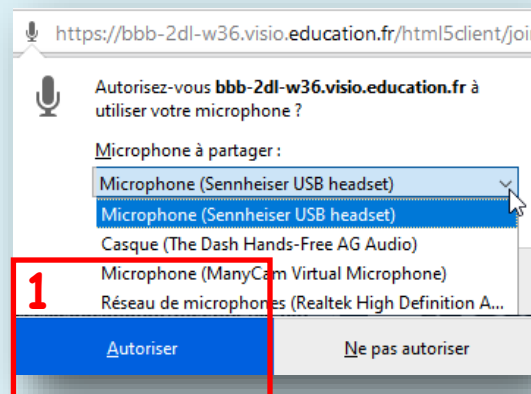 https://bbb-2dl-w36.visio.education.fr/html5client/joi
Autorisez-vous bbb-2dl-w36.visio.education.fr à
utiliser votre microphone ?
Microphone à partager :
Microphone (Sennheiser USB headset)
Microphone (Sennheiser USB headset)
Casque (The Dash Hands-Free AG Audio)
Microphone (ManyCam Virtual Microphone)
Réseau de microphones (Realtek High Definition A...
1
Autoriser
Ne pas autoriser